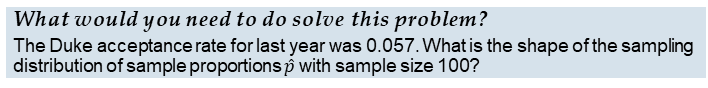 What would you need to do solve this problem?
The Duke acceptance rate for last year was 0.057. What is the shape of the sampling
distribution of sample proportions p̂ with sample size 100?